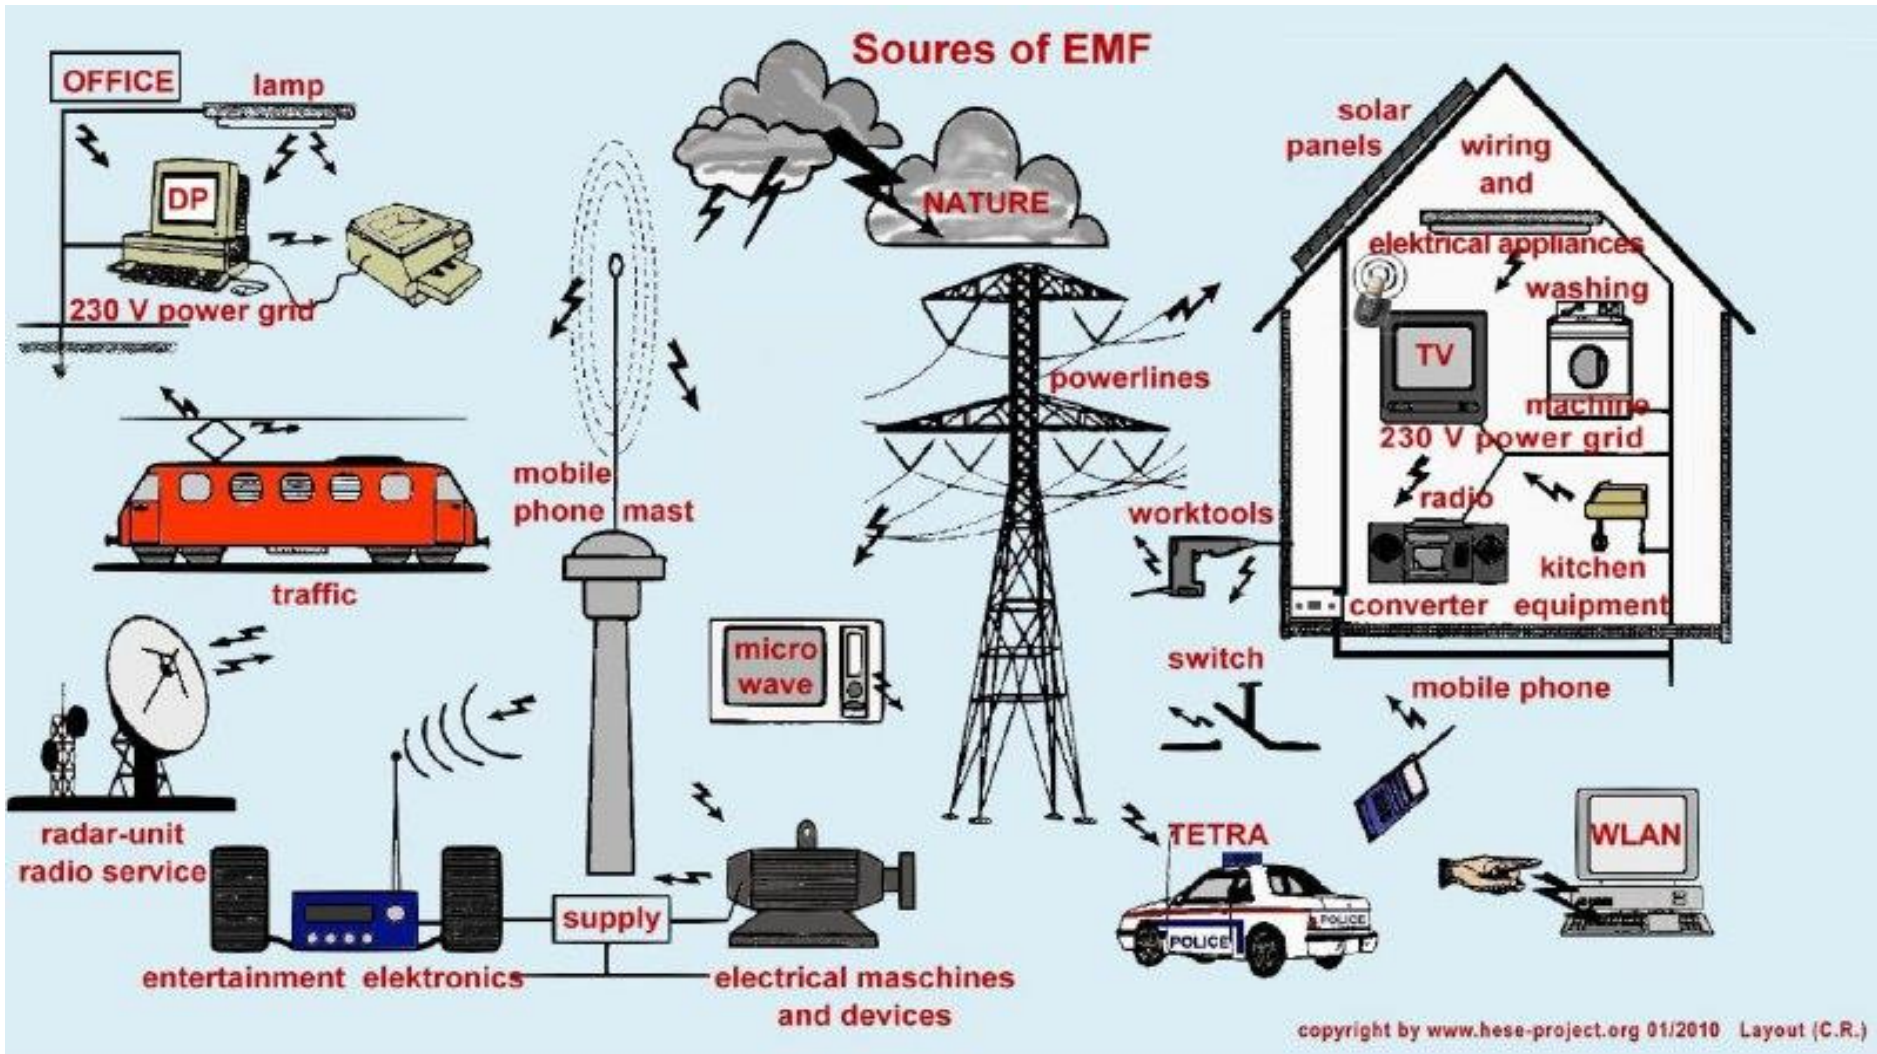 Soures of EMF
OFFICE
lamp
DP
230 V power grid
NATURE
solar
panels
wiring
and
elektrical appliances
washing
machine
TV
230 V power grid
radio
kitchen
equipment
converter
powerlines
worktools
mobile
phone mast
traffic
micro
wave
switch
mobile phone
radar-unit
radio service
TETRA
WLAN
POLICE
POLICE
supply
entertainment elektronics
electrical maschines
and devices
copyright by www.hese-project.org 01/2010 Layout (C.R.)